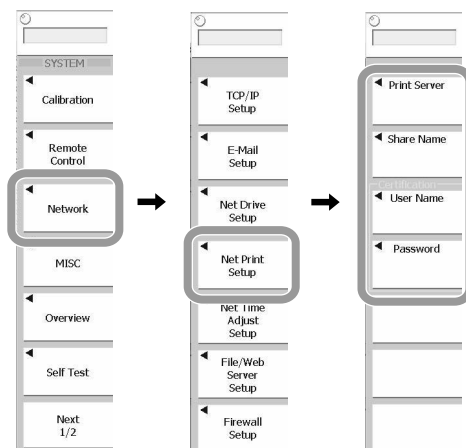 SYSTEM
Calibration
Remote
Control
Network
MISC
Overview
Self Test
Next
1/2
TCP/IP
Setup
E-Mail
Setup
Net Drive
Setup
Net Print
Setup
Net Time
Adjust
Setup
File/Web
Server
Setup
Firewall
Setup
Print Server
Share Name
Certification
User Name
Password